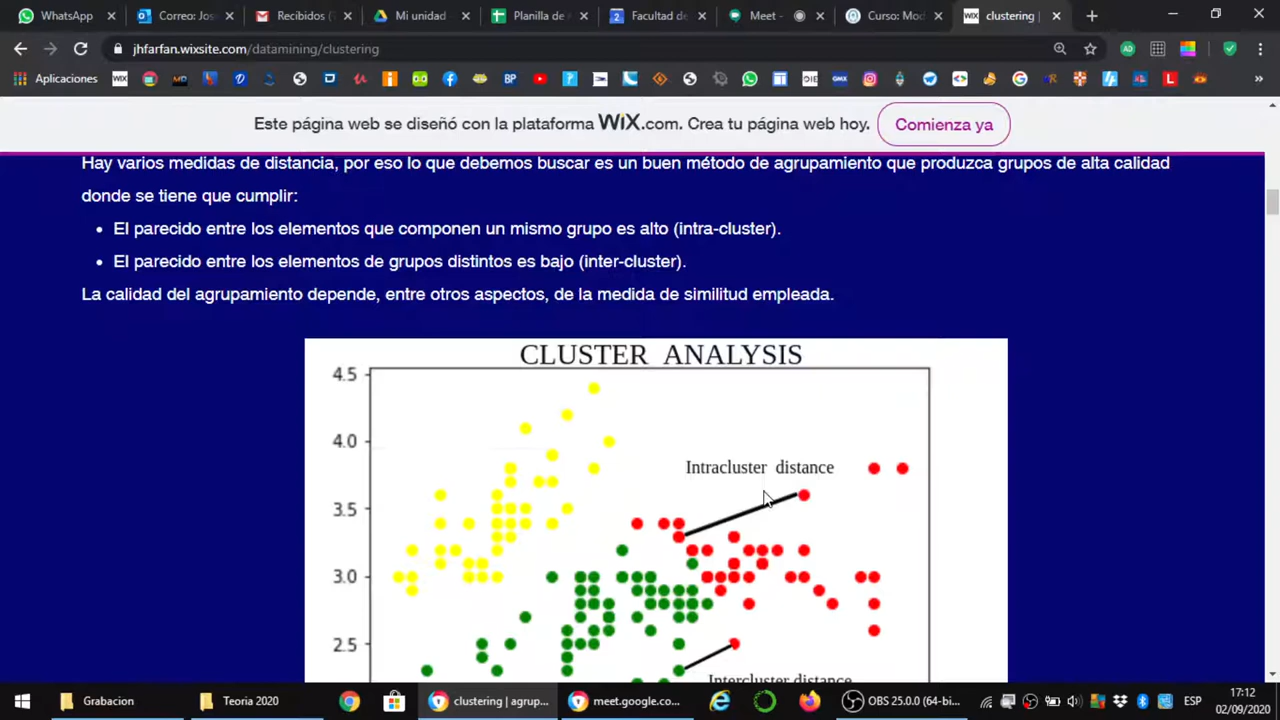 WhatsApp
Correo: Jos
Recibidos (
Mi unidad
Planilla de
Facultad de
Meet -
Curso: Mod
clustering |
jhfarfan.wixsite.com/datamining/clustering
Aplicaciones
Este página web se diseñó con la plataforma WiX.com. Crea tu página web hoy.
Comienza ya
Hay varios medidas de distancia, por eso lo que debemos buscar es un buen método de agrupamiento que produzca grupos de alta calidad
donde se tiene que cumplir:
• El parecido entre los elementos que componen un mismo grupo es alto (intra-cluster).
• El parecido entre los elementos de grupos distintos es bajo (inter-cluster).
La calidad del agrupamiento depende, entre otros aspectos, de la medida de similitud empleada.
CLUSTER ANALYSIS
4.5
4.0
Intracluster distance
3.5
3.0
2.5
Intercluster distance
Grabacion
Teoria 2020
clustering | agrup...
meet.google.co...
OBS 25.0.0 (64-bi...
ESP
17:12
02/09/2020